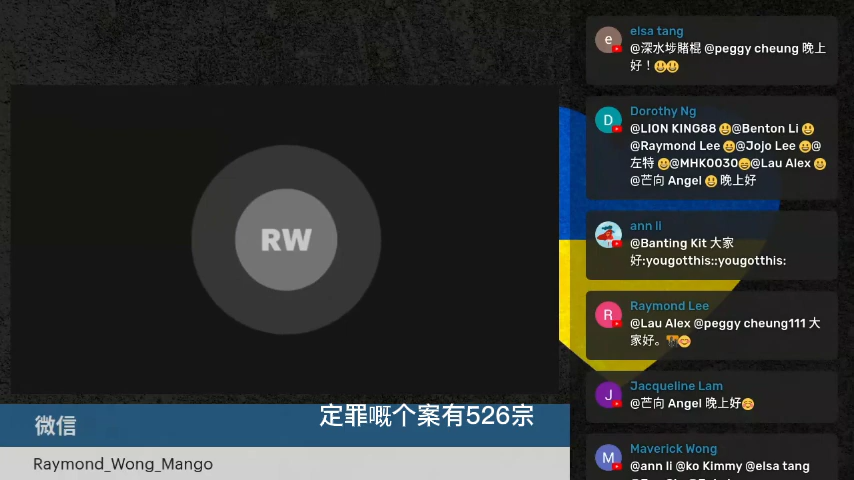 RW
定罪嘅个案有526宗
微信
Raymond_Wong_Mango
e
elsa tang
@深水埗賭棍 @peggy cheung 晚上
好！😃😃
D
Dorothy Ng
@LION KING88 😃@Benton Li 😃
@Raymond Lee 😄@Jojo Lee 😄@
左特 😃@MHK0030😄@Lau Alex 😀
@芒向 Angel 😃 晚上好
ann li
@Banting Kit 大家
好:yougotthis::yougotthis:
R
Raymond Lee
@Lau Alex @peggy cheung111 大
家好。
J
Jacqueline Lam
@芒向 Angel 晚上好😊
M
Maverick Wong
@ann li @ko Kimmy @elsa tang